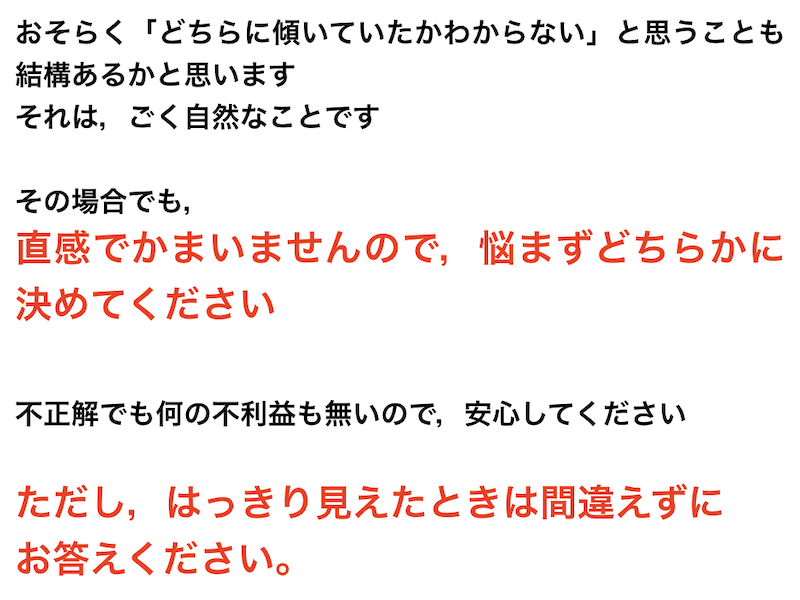 おそらく「どちらに傾いていたかわからない」と思うことも
結構あるかと思います
それは，ごく自然なことです
その場合でも，
直感でかまいませんので，悩まずどちらかに
決めてください
不正解でも何の不利益も無いので，安心してください
ただし，はっきり見えたときは間違えずに
お答えください。